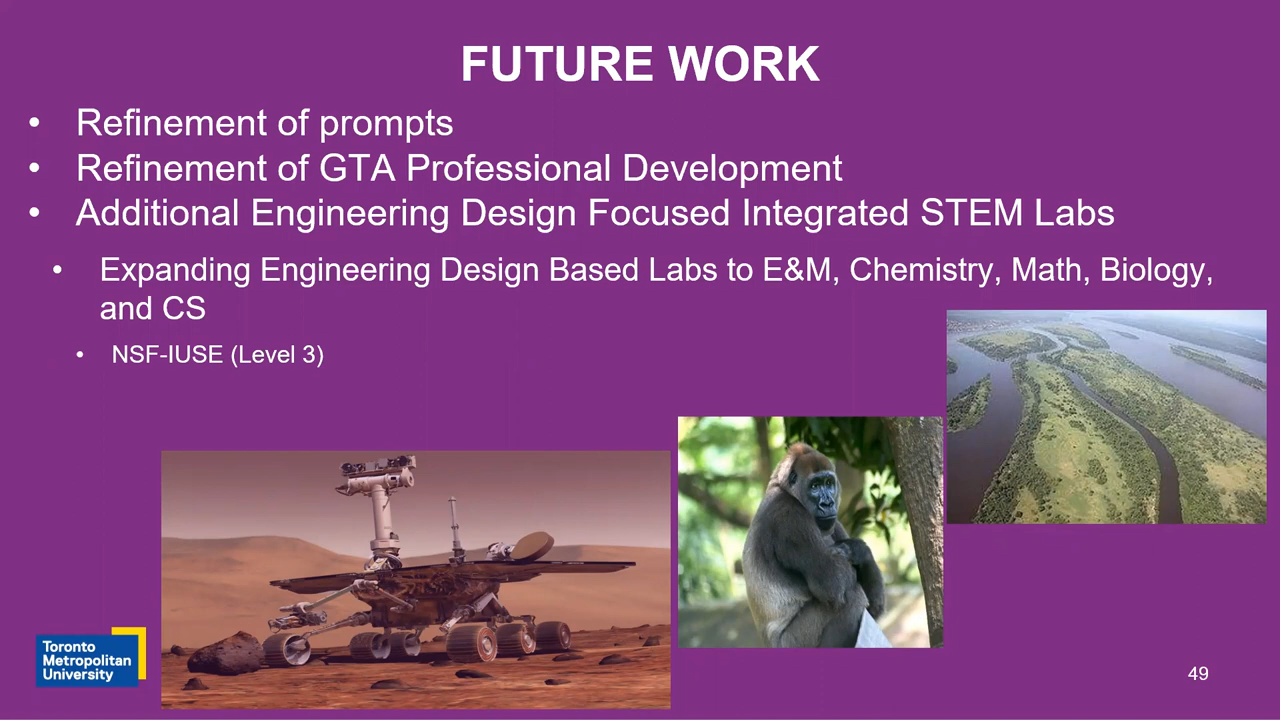 FUTURE WORK
• Refinement of prompts
• Refinement of GTA Professional Development
• Additional Engineering Design Focused Integrated STEM Labs
• Expanding Engineering Design Based Labs to E&M, Chemistry, Math, Biology,
and CS
• NSF-IUSE (Level 3)
Toronto
Metropolitan
University
49